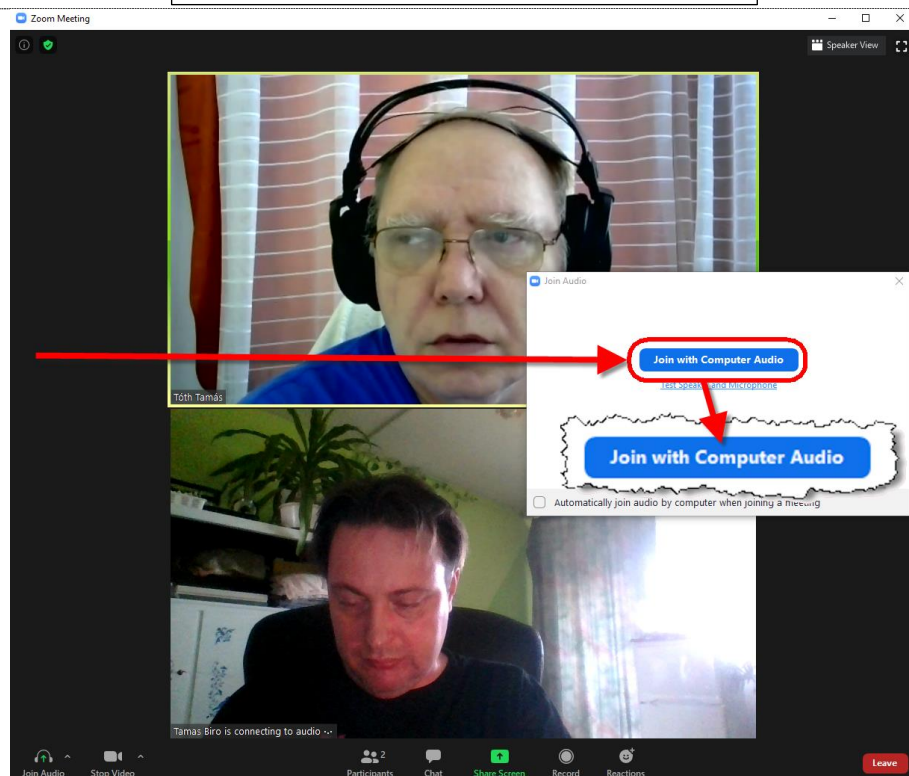 Zoom Meeting
Speaker View
Tóth Tamás
Join Audio
Join with Computer Audio
Test Speaker and Microphone
Join with Computer Audio
Automatically join audio by computer when joining a meeting
Tamas Biro is connecting to audio
Join Audio
Stop Video
2
Participants
Chat
Share Screen
Record
Reactions
Leave